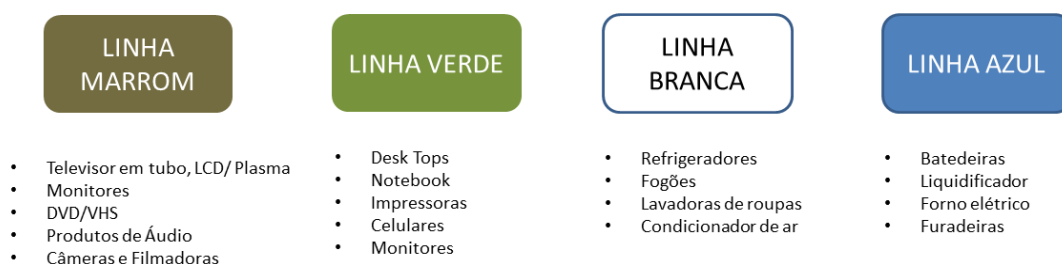 LINHA
MARROM
• Televisor em tubo, LCD/ Plasma
• Monitores
• DVD/VHS
• Produtos de Áudio
• Câmeras e Filmadoras
LINHA VERDE
• Desk Tops
• Notebook
• Impressoras
• Celulares
• Monitores
LINHA
BRANCA
• Refrigeradores
• Fogões
• Lavadoras de roupas
• Condicionador de ar
LINHA AZUL
• Batedeiras
• Liquidificador
• Forno elétrico
• Furadeiras